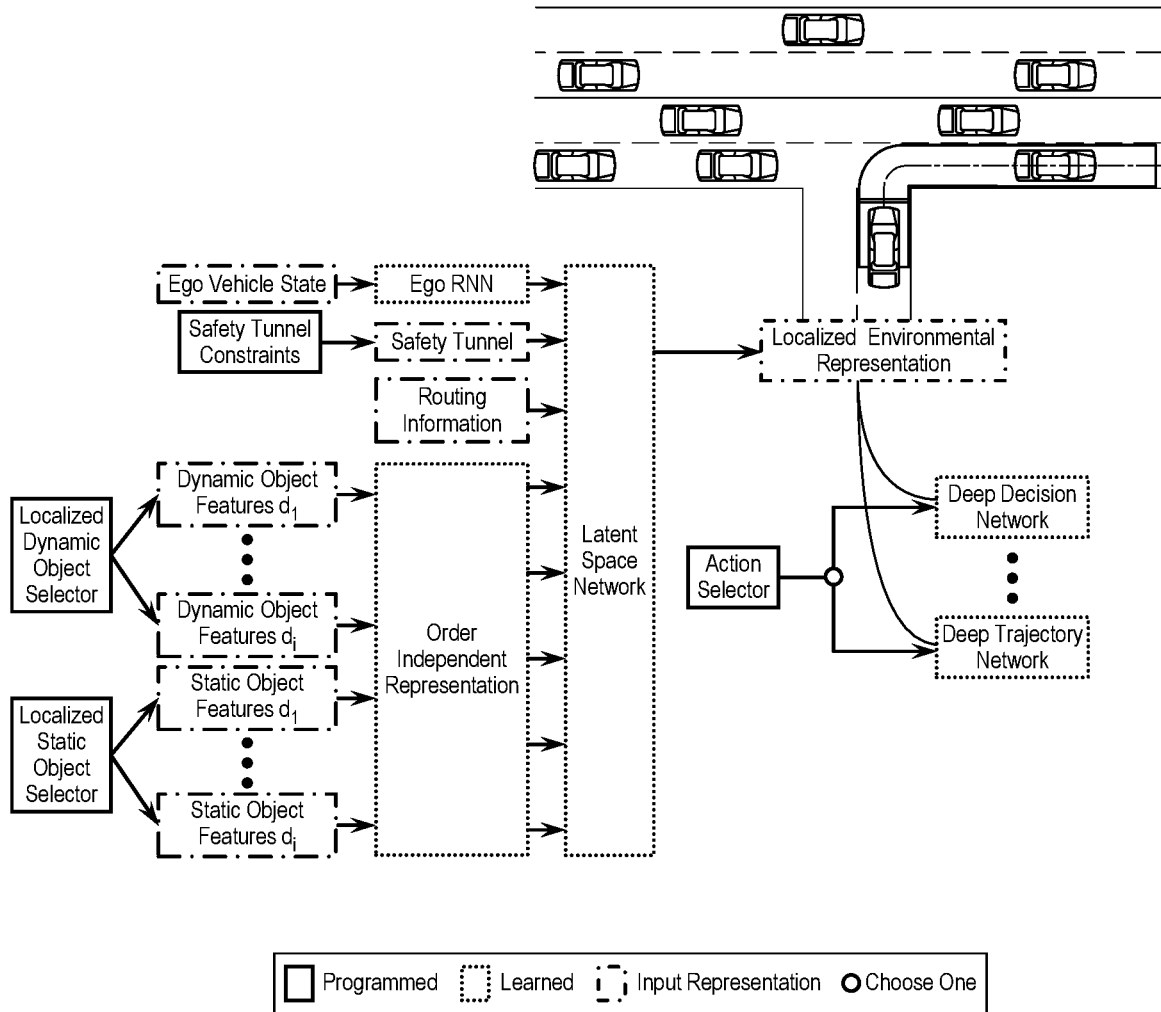 Ego Vehicle State
Ego RNN
Safety Tunnel
Constraints
Safety Tunnel
Routing
Information
Localized Environmental
Representation
Localized
Dynamic
Object
Selector
Dynamic Object
Features d1
Dynamic Object
Features di
Localized
Static
Object
Selector
Static Object
Features d1
Static Object
Features di
Order
Independent
Representation
Latent
Space
Network
Action
Selector
Deep Decision
Network
Deep Trajectory
Network
Programmed
Learned
Input Representation
Choose One